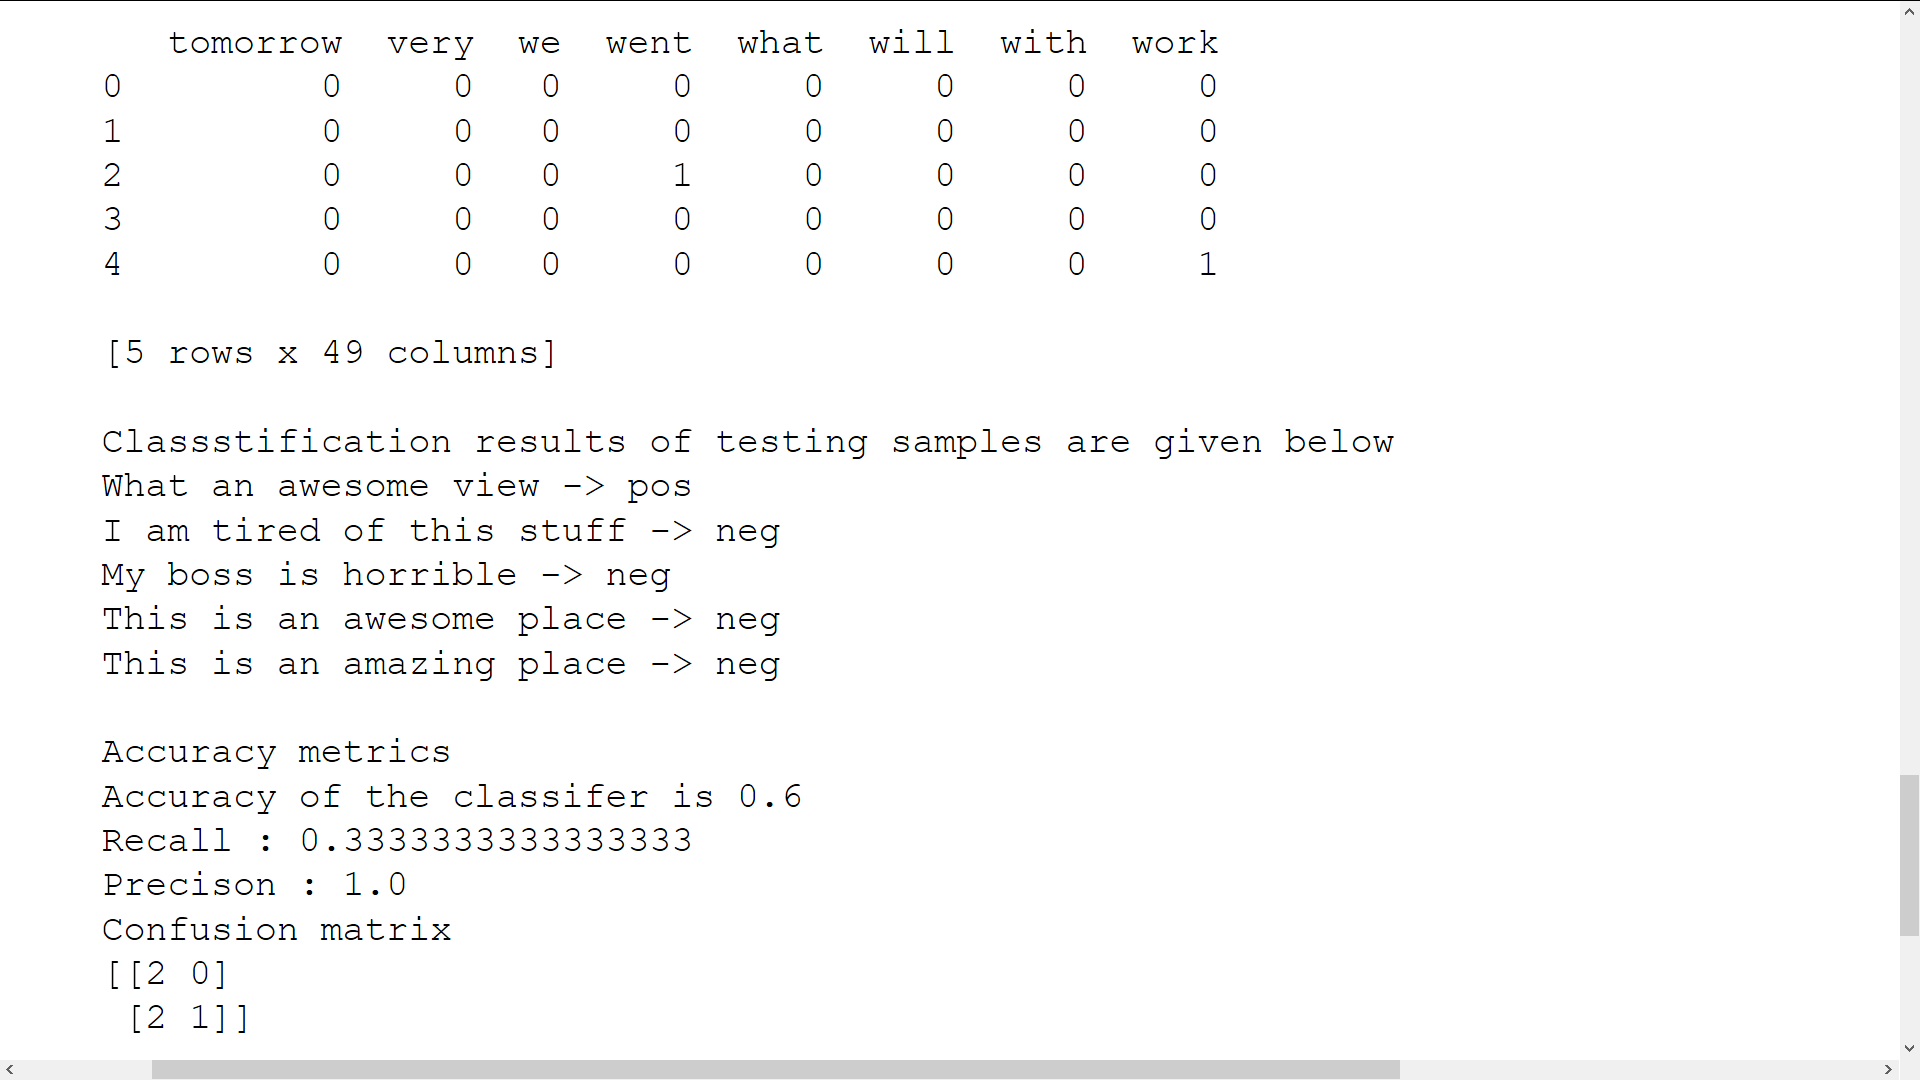 tomorrow very we went what will with work
0 0 0 0 0 0 0 0 0
1 0 0 0 0 0 0 0 0
2 0 0 0 1 0 0 0 0
3 0 0 0 0 0 0 0 0
4 0 0 0 0 0 0 0 1
[5 rows x 49 columns]
Classstification results of testing samples are given below
What an awesome view -> pos
I am tired of this stuff -> neg
My boss is horrible -> neg
This is an awesome place -> neg
This is an amazing place -> neg
Accuracy metrics
Accuracy of the classifer is 0.6
Recall : 0.3333333333333333
Precison : 1.0
Confusion matrix
[[2 0]
[2 1]]